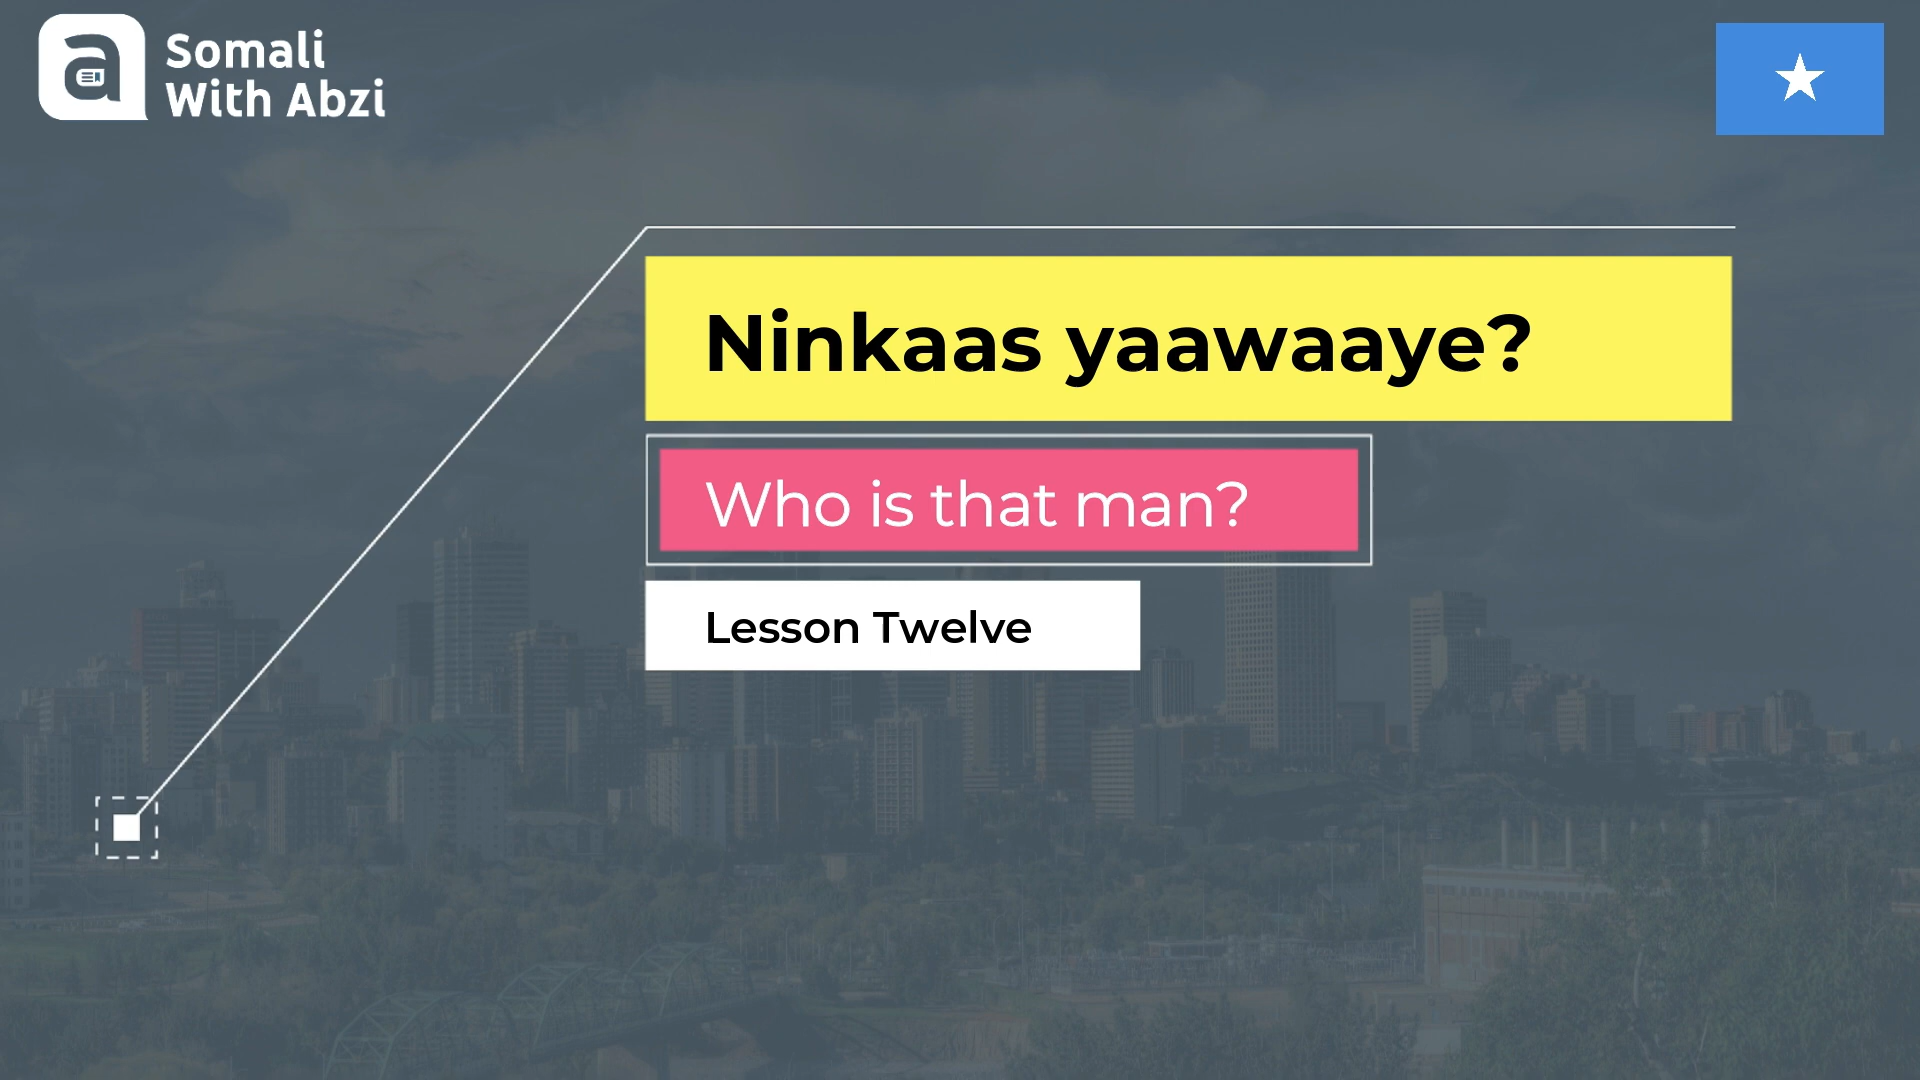 Somali
With Abzi
Ninkaas yaawaaye?
Who is that man?
Lesson Twelve